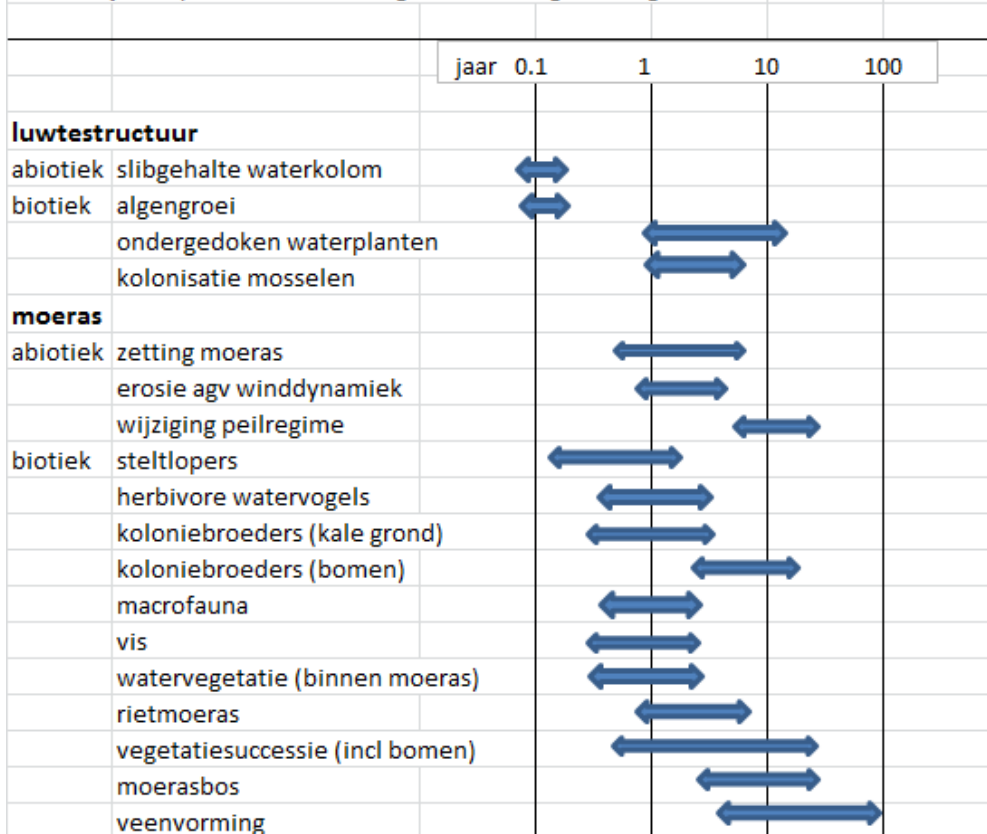 jaar 0.1 1 10 100
luwtestructuur
abiotiek slibgehalte waterkolom
biotiek algengroei
ondergedoken waterplanten
kolonisatie mosselen
moeras
abiotiek zetting moeras
erosie agv winddynamiek
wijziging peilregime
biotiek steltlopers
herbivore watervogels
koloniebroeders (kale grond)
koloniebroeders (bomen)
macrofauna
vis
watervegetatie (binnen moeras)
rietmoeras
vegetatiesuccessie (incl bomen)
moerasbos
veenvorming